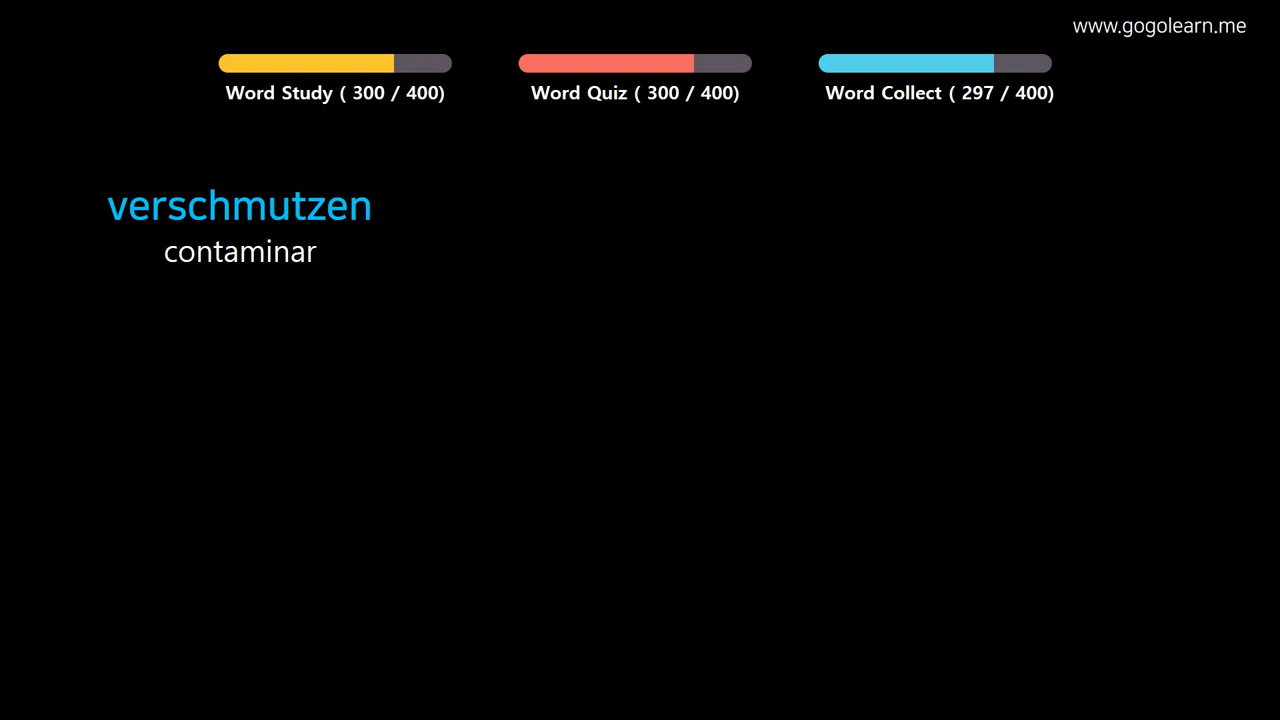 www.gogolearn.me
Word Study ( 300 / 400)
Word Quiz ( 300 / 400)
Word Collect ( 297 / 400)
verschmutzen
contaminar